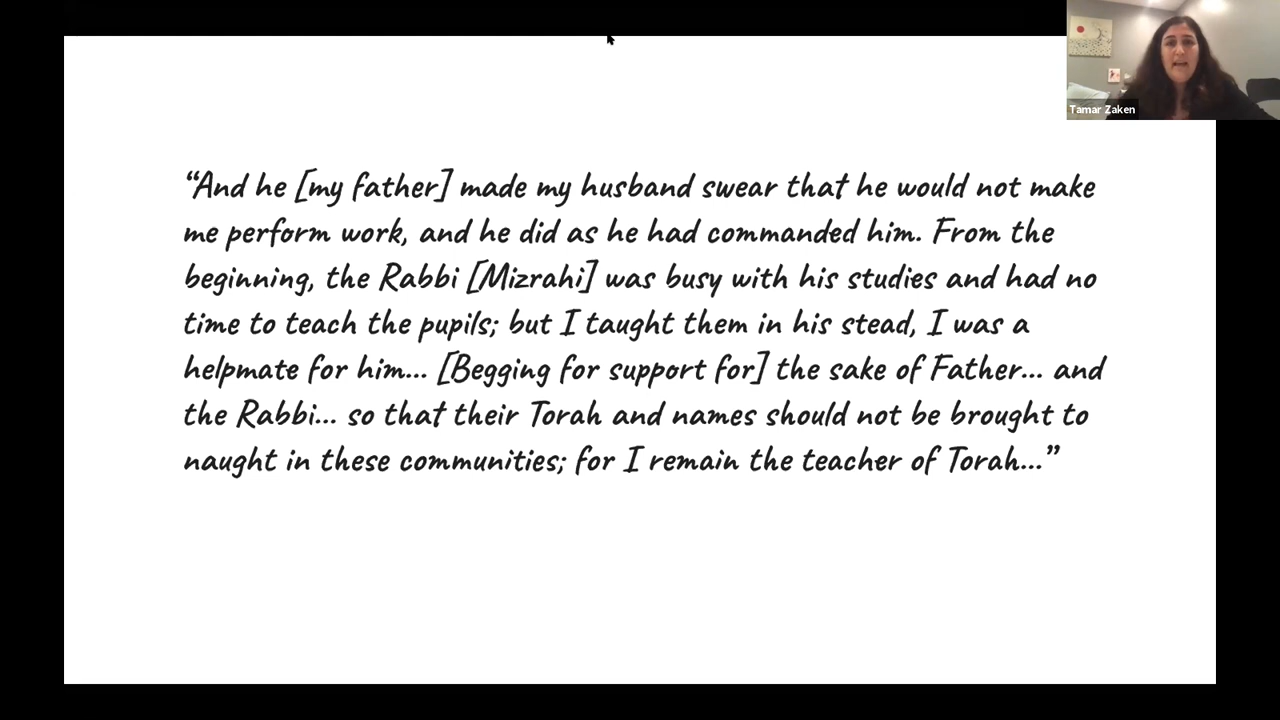 Tamar Zaken
“And he [my father] made my husband swear that he would not make
me perform work, and he did as he had commanded him. From the
beginning, the Rabbi [Mizrahi] was busy with his studies and had no
time to teach the pupils; but I taught them in his stead, I was a
helpmate for him... [Begging for support for] the sake of Father... and
the Rabbi... so that their Torah and names should not be brought to
naught in these communities; for I remain the teacher of Torah...”